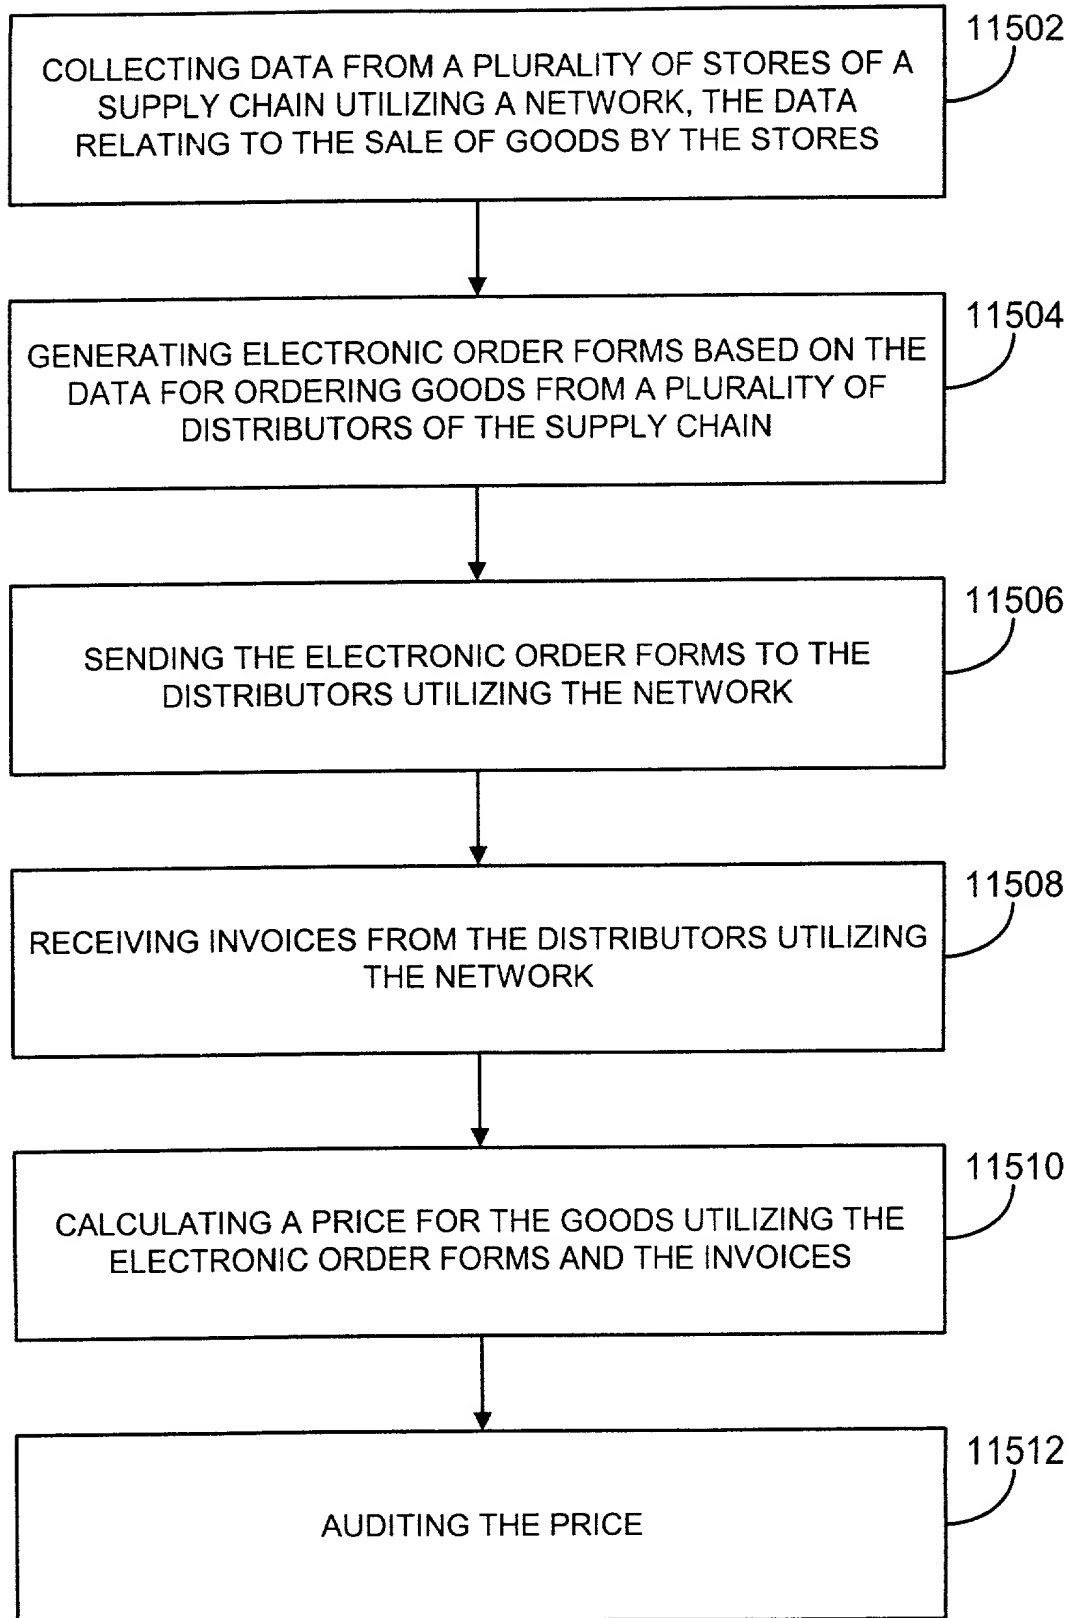 11502
COLLECTING DATA FROM A PLURALITY OF STORES OF A
SUPPLY CHAIN UTILIZING A NETWORK, THE DATA
RELATING TO THE SALE OF GOODS BY THE STORES
11504
GENERATING ELECTRONIC ORDER FORMS BASED ON THE
DATA FOR ORDERING GOODS FROM A PLURALITY OF
DISTRIBUTORS OF THE SUPPLY CHAIN
11506
SENDING THE ELECTRONIC ORDER FORMS TO THE
DISTRIBUTORS UTILIZING THE NETWORK
11508
RECEIVING INVOICES FROM THE DISTRIBUTORS UTILIZING
THE NETWORK
11510
CALCULATING A PRICE FOR THE GOODS UTILIZING THE
ELECTRONIC ORDER FORMS AND THE INVOICES
11512
AUDITING THE PRICE